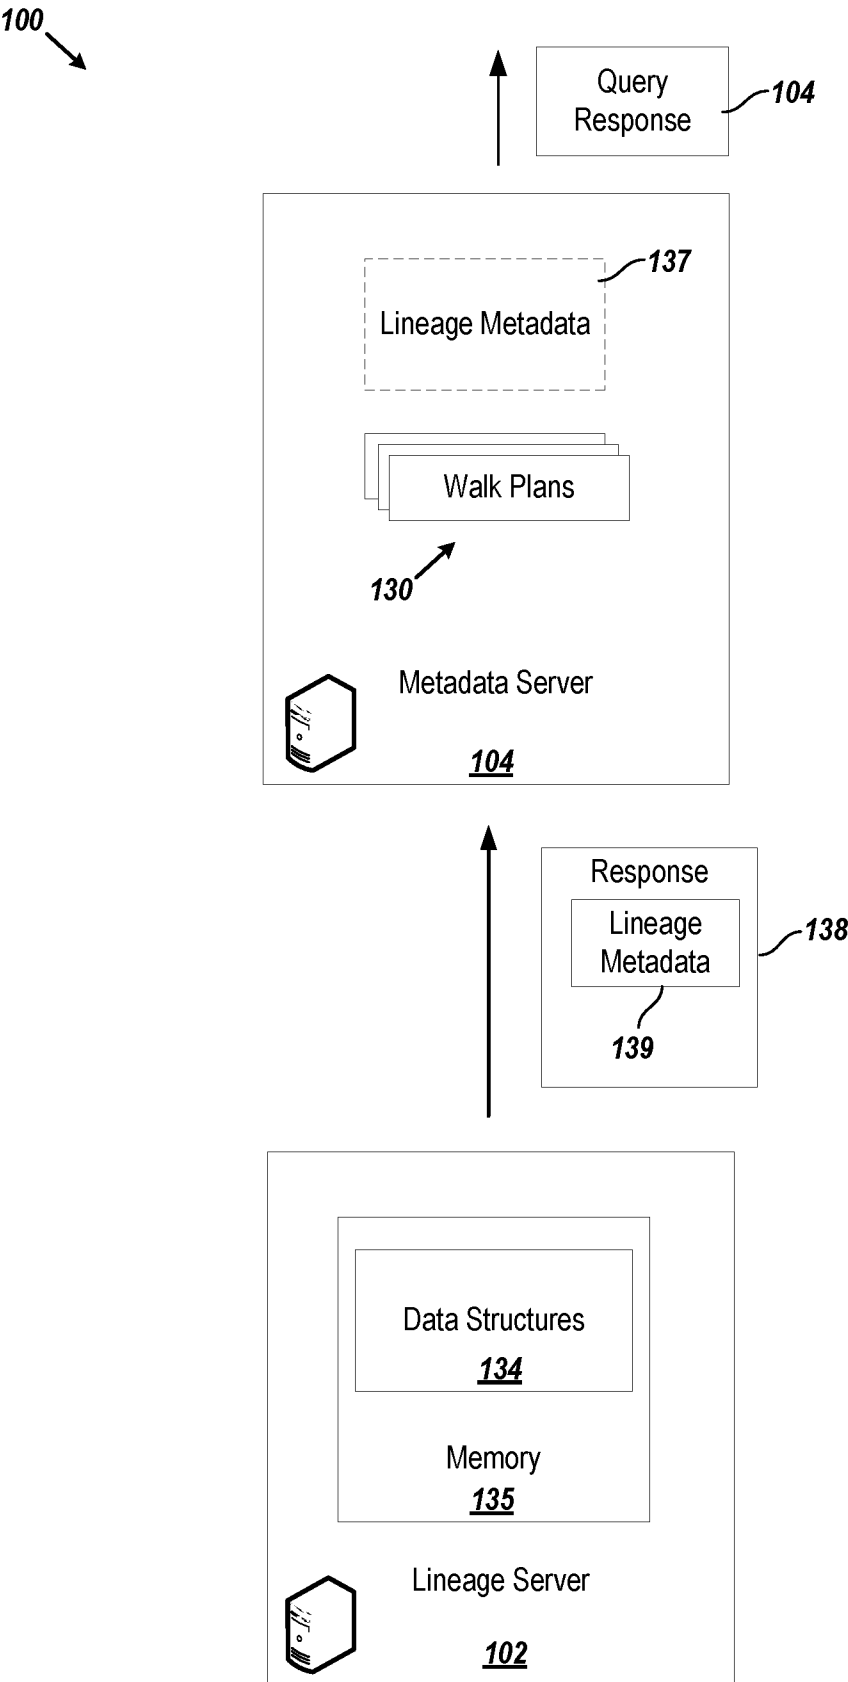 100
Query
Response
104
137
Lineage Metadata
Walk Plans
130
Metadata Server
104
Response
Lineage
Metadata
138
139
Data Structures
134
Memory
135
Lineage Server
102